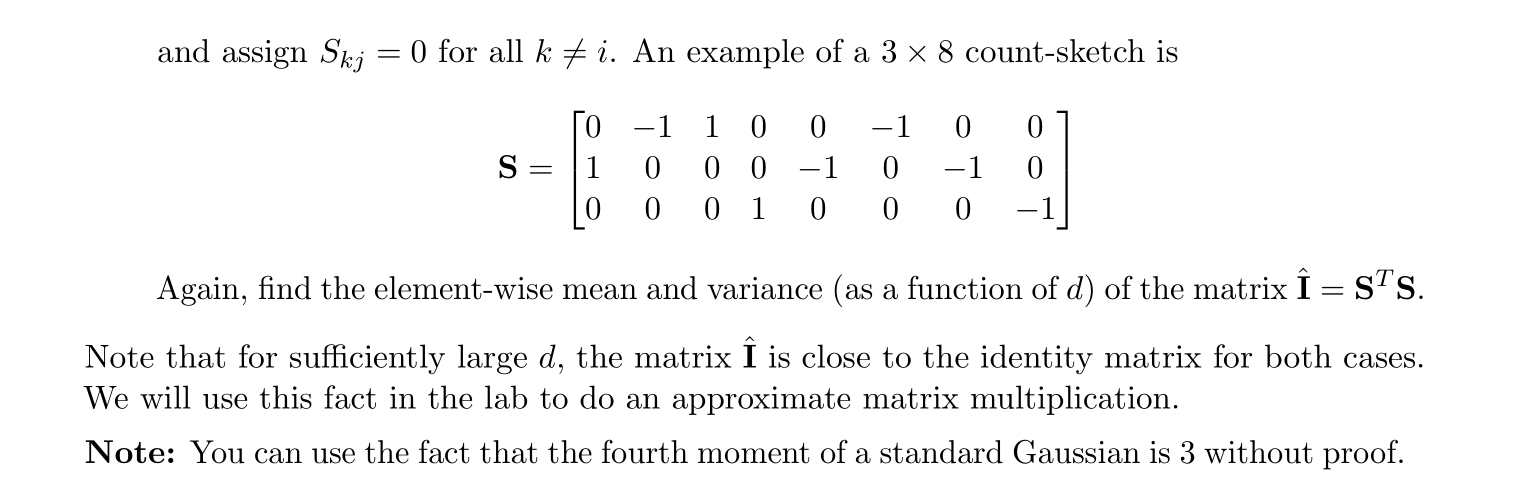 and assign $S_{kj} = 0$ for all $k \neq i$. An example of a $3 \times 8$ count-sketch is
$\mathbf{S} = \begin{bmatrix} 0 & -1 & 1 & 0 & 0 & -1 & 0 & 0 \\ 1 & 0 & 0 & 0 & -1 & 0 & -1 & 0 \\ 0 & 0 & 0 & 1 & 0 & 0 & 0 & -1 \end{bmatrix}$
Again, find the element-wise mean and variance (as a function of $d$) of the matrix $\hat{\mathbf{I}} = \mathbf{S}^T\mathbf{S}$.
Note that for sufficiently large $d$, the matrix $\hat{\mathbf{I}}$ is close to the identity matrix for both cases.
We will use this fact in the lab to do an approximate matrix multiplication.
Note: You can use the fact that the fourth moment of a standard Gaussian is 3 without proof.